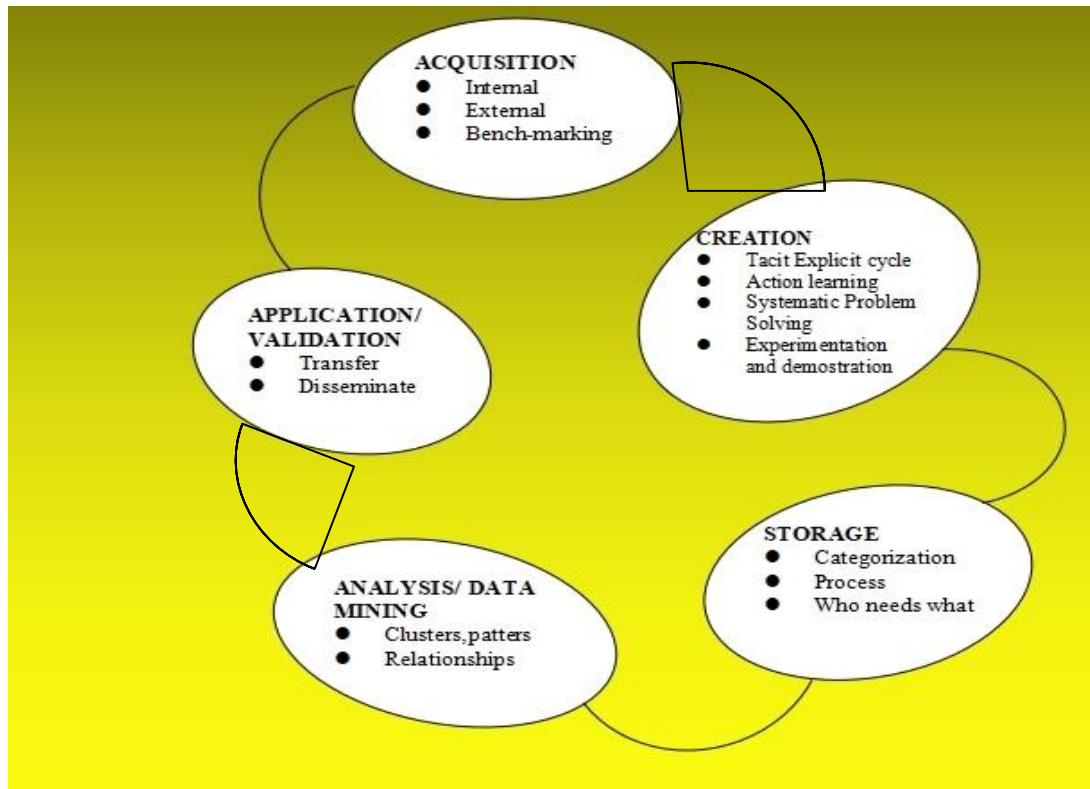 ACQUISITION
● Internal
● External
● Bench-marking
CREATION
● Tacit Explicit cycle
● Action learning
● Systematic Problem
Solving
● Experimentation
and demostration
APPLICATION/
VALIDATION
● Transfer
● Disseminate
STORAGE
● Categorization
● Process
● Who needs what
ANALYSIS/ DATA
MINING
● Clusters,patters
● Relationships